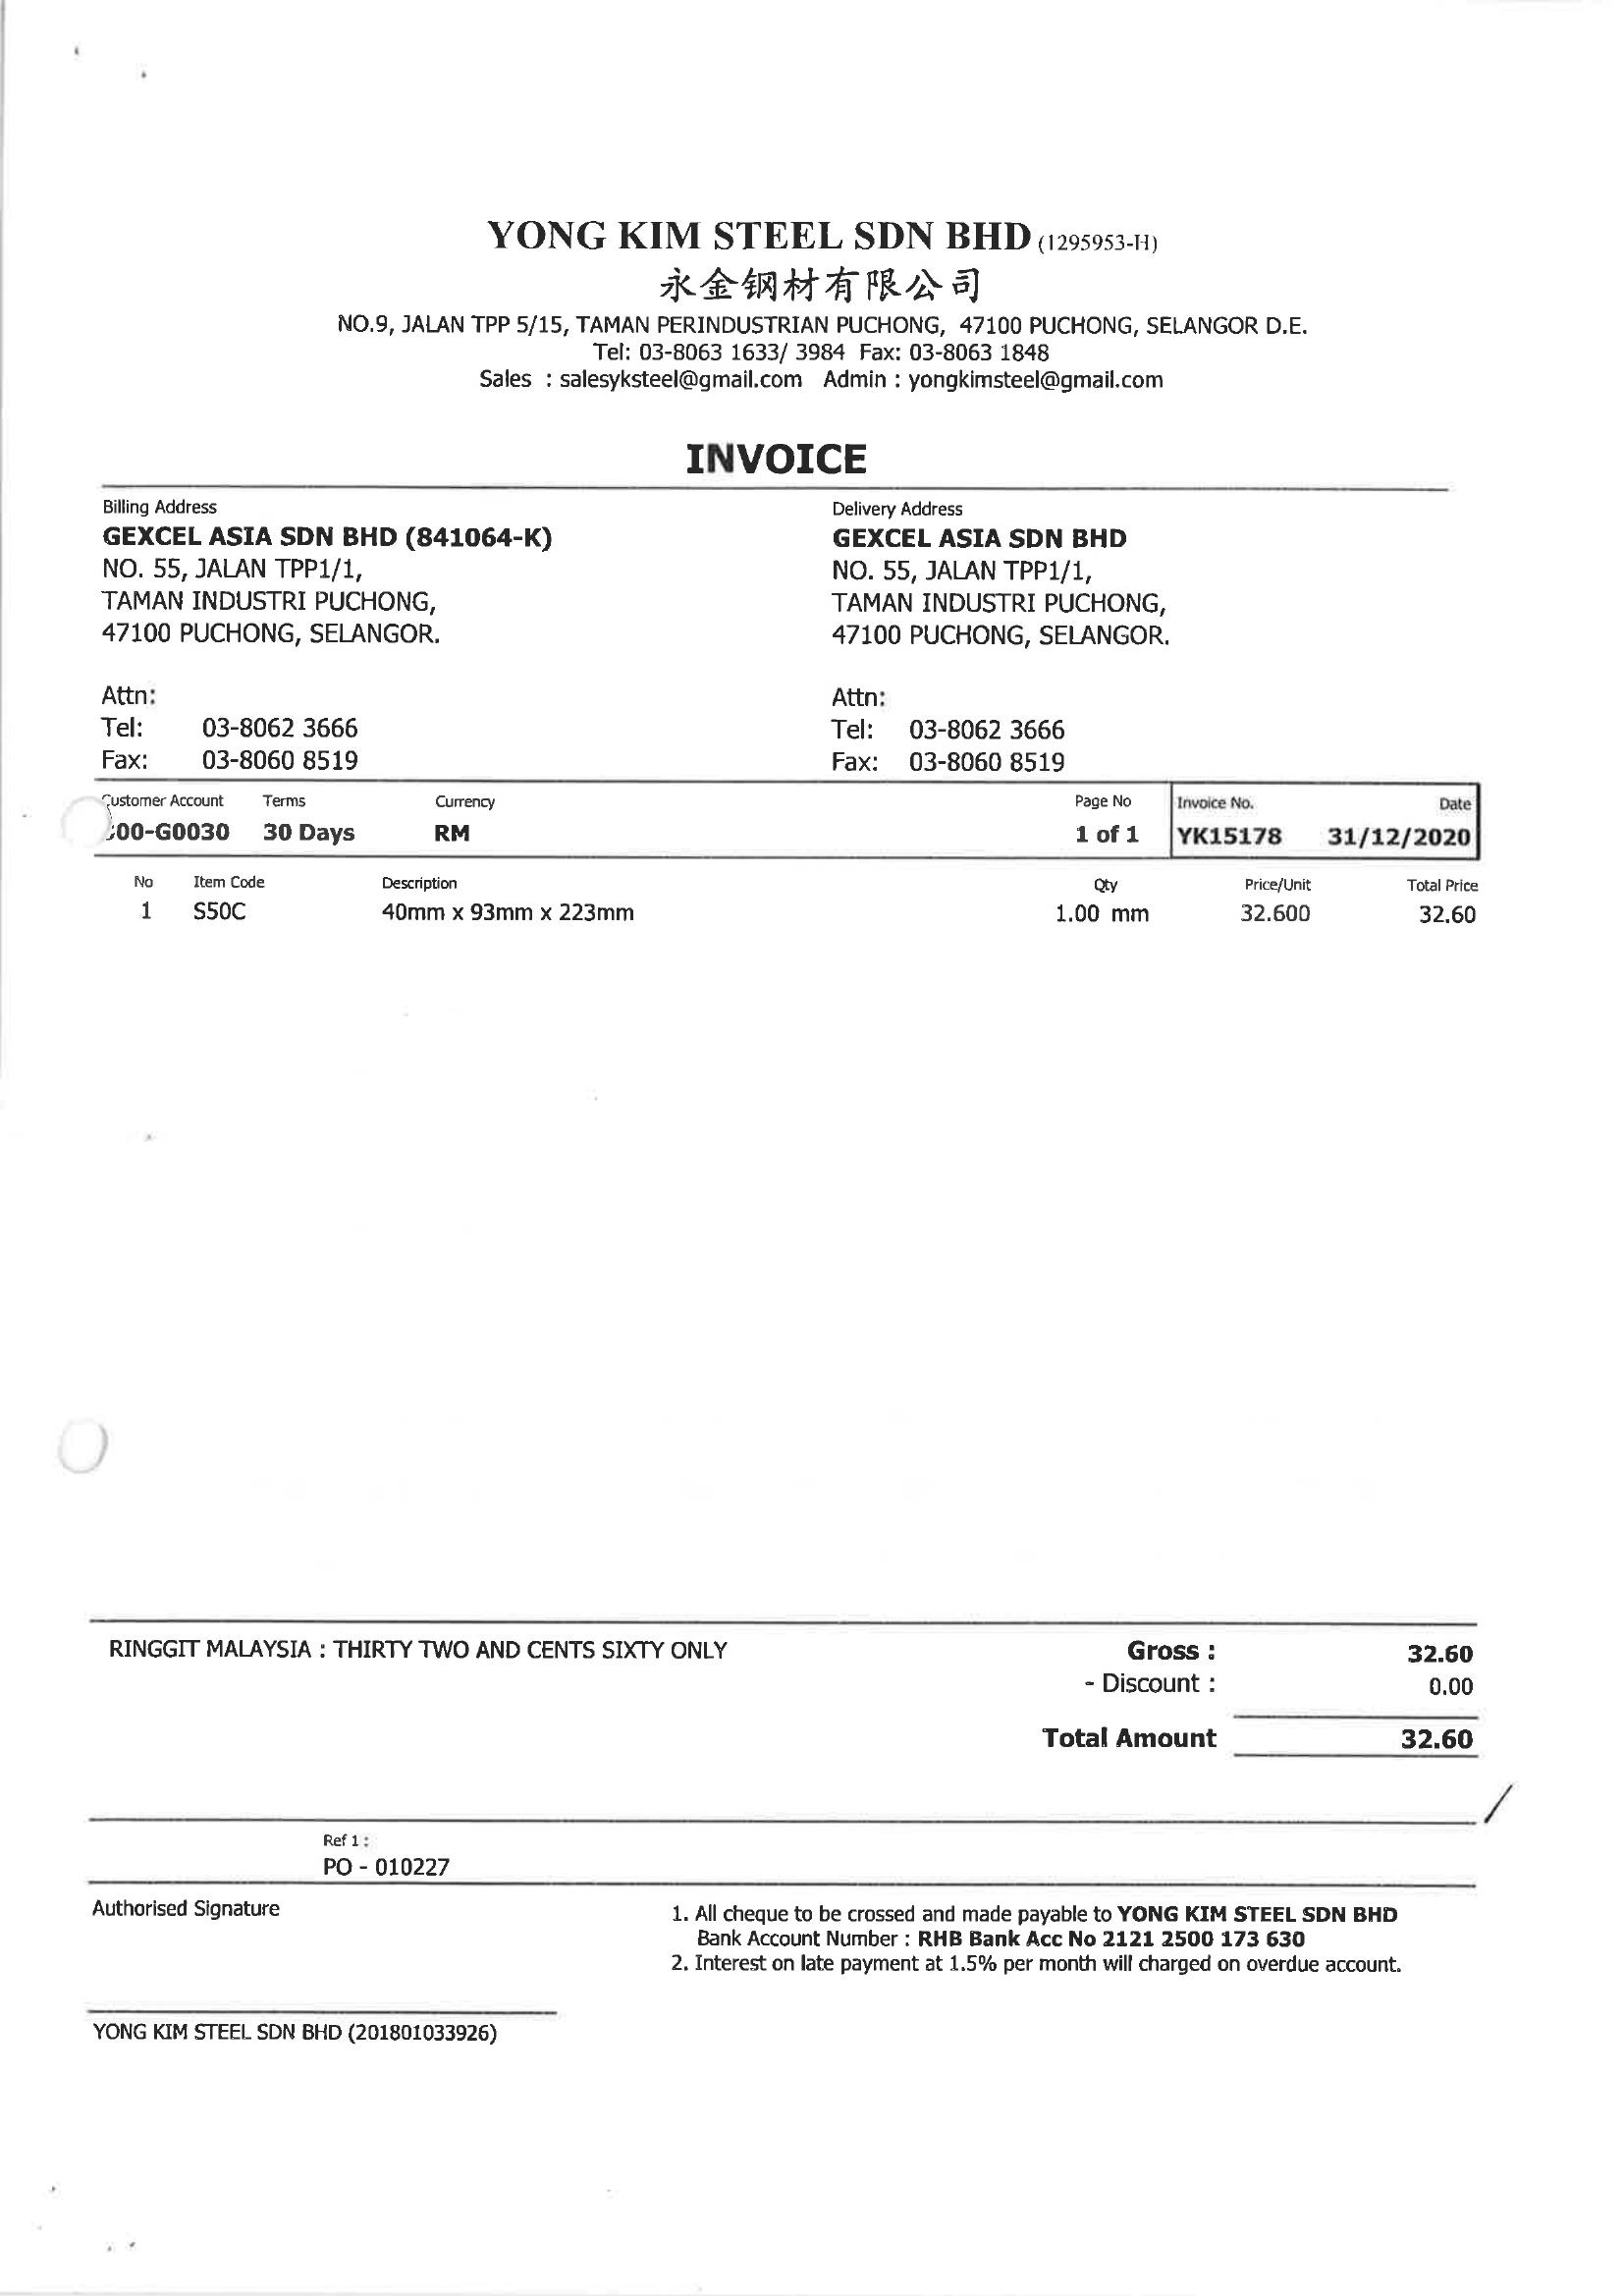 YONG KIM STEEL SDN BHD (1295953-H)
永金钢材有限公司
NO.9, JALAN TPP 5/15, TAMAN PERINDUSTRIAN PUCHONG, 47100 PUCHONG, SELANGOR D.E.
Tel: 03-8063 1633/ 3984 Fax: 03-8063 1848
Sales : salesyksteel@gmail.com Admin : yongkimsteel@gmail.com
INVOICE
Billing Address
GEXCEL ASIA SDN BHD (841064-K)
NO. 55, JALAN TPP1/1,
TAMAN INDUSTRI PUCHONG,
47100 PUCHONG, SELANGOR.
Attn:
Tel: 03-8062 3666
Fax: 03-8060 8519
Delivery Address
GEXCEL ASIA SDN BHD
NO. 55, JALAN TPP1/1,
TAMAN INDUSTRI PUCHONG,
47100 PUCHONG, SELANGOR.
Attn:
Tel: 03-8062 3666
Fax: 03-8060 8519
Customer Account Terms Currency Page No Invoice No. Date
00-G0030 30 Days RM 1 of 1 YK15178 31/12/2020
No Item Code Description Qty Price/Unit Total Price
1 S50C 40mm x 93mm x 223mm 1.00 mm 32.600 32.60
RINGGIT MALAYSIA : THIRTY TWO AND CENTS SIXTY ONLY
Gross : 32.60
- Discount : 0.00
Total Amount 32.60
Ref 1 :
PO - 010227
Authorised Signature
1. All cheque to be crossed and made payable to YONG KIM STEEL SDN BHD
Bank Account Number : RHB Bank Acc No 2121 2500 173 630
2. Interest on late payment at 1.5% per month will charged on overdue account.
YONG KIM STEEL SDN BHD (201801033926)